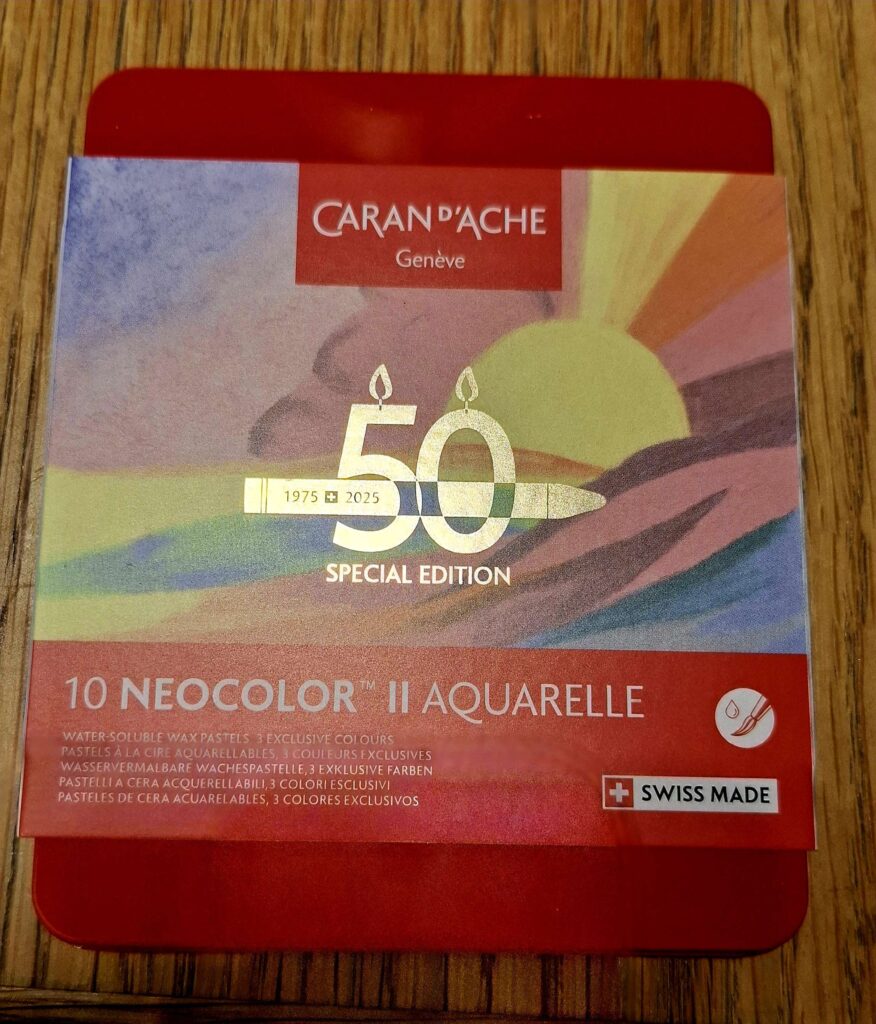 CARAN D'ACHE
Genève
50
1975 2025
SPECIAL EDITION
10 NEOCOLOR™ II AQUARELLE
WATER-SOLUBLE WAX PASTELS, 3 EXCLUSIVE COLOURS
PASTELS À LA CIRE AQUARELLABLES, 3 COULEURS EXCLUSIVES
WASSERVERMALBARE WACHESPASTELLE, 3 EXKLUSIVE FARBEN
PASTELLI A CERA ACQUERELLABILI, 3 COLORI ESCLUSIVI
PASTELES DE CERA ACUARELABLES, 3 COLORES EXCLUSIVOS
SWISS MADE